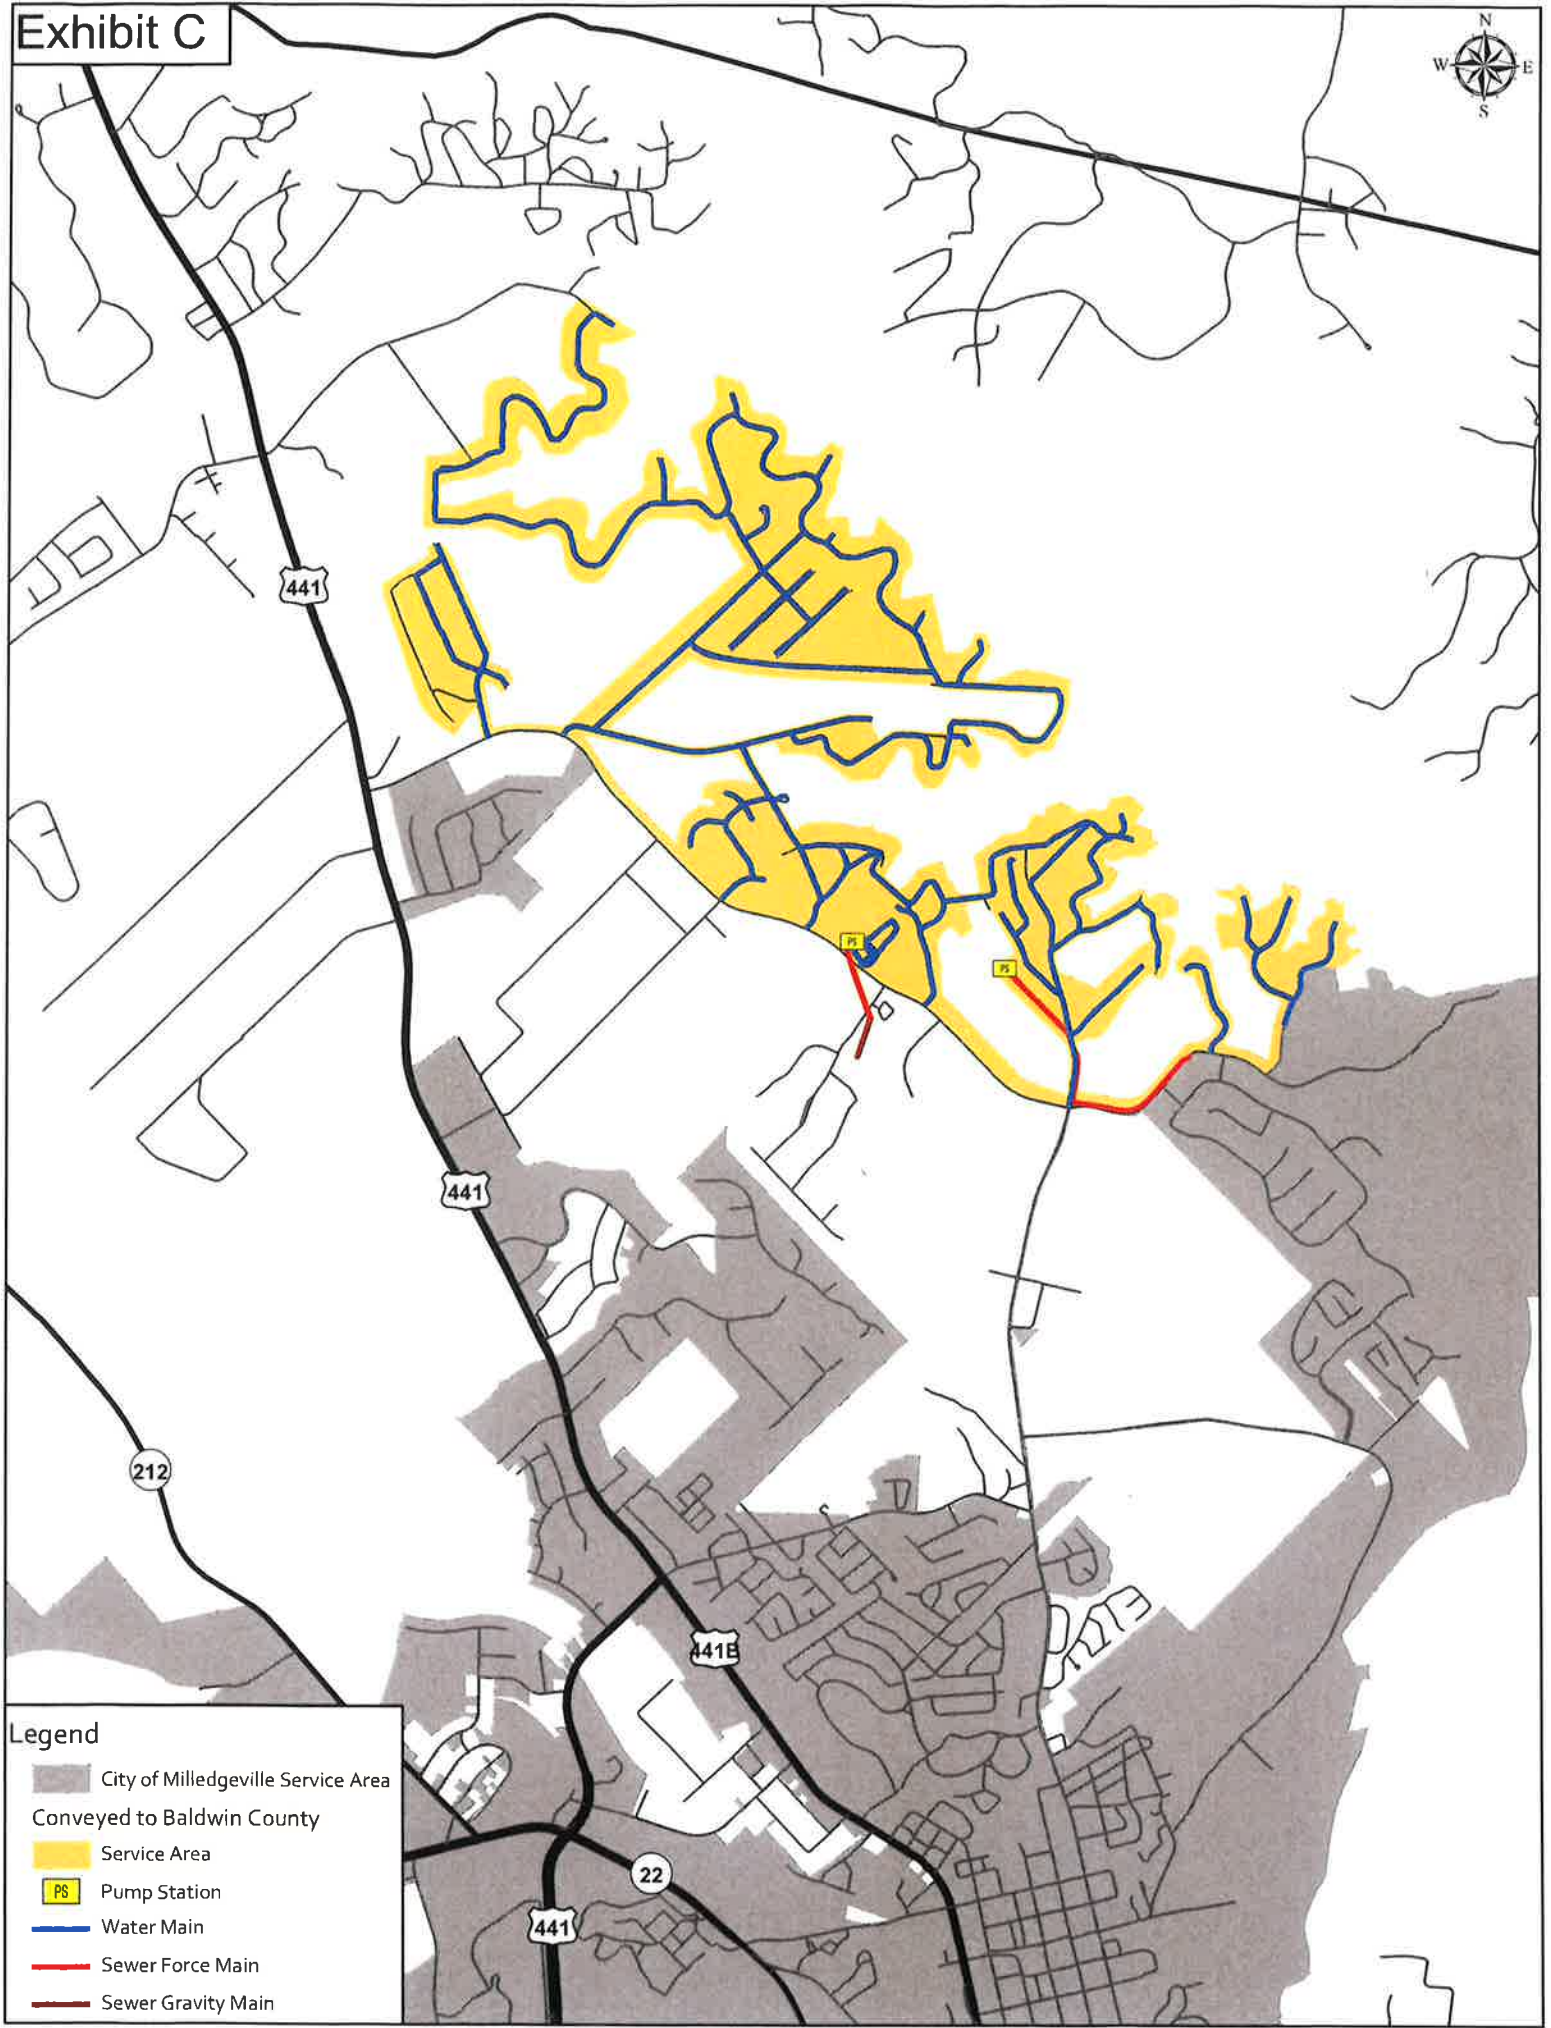 Exhibit C
N
W E
S
441
PS
PS
441
212
441B
22
441
Legend
City of Milledgeville Service Area
Conveyed to Baldwin County
Service Area
PS Pump Station
Water Main
Sewer Force Main
Sewer Gravity Main